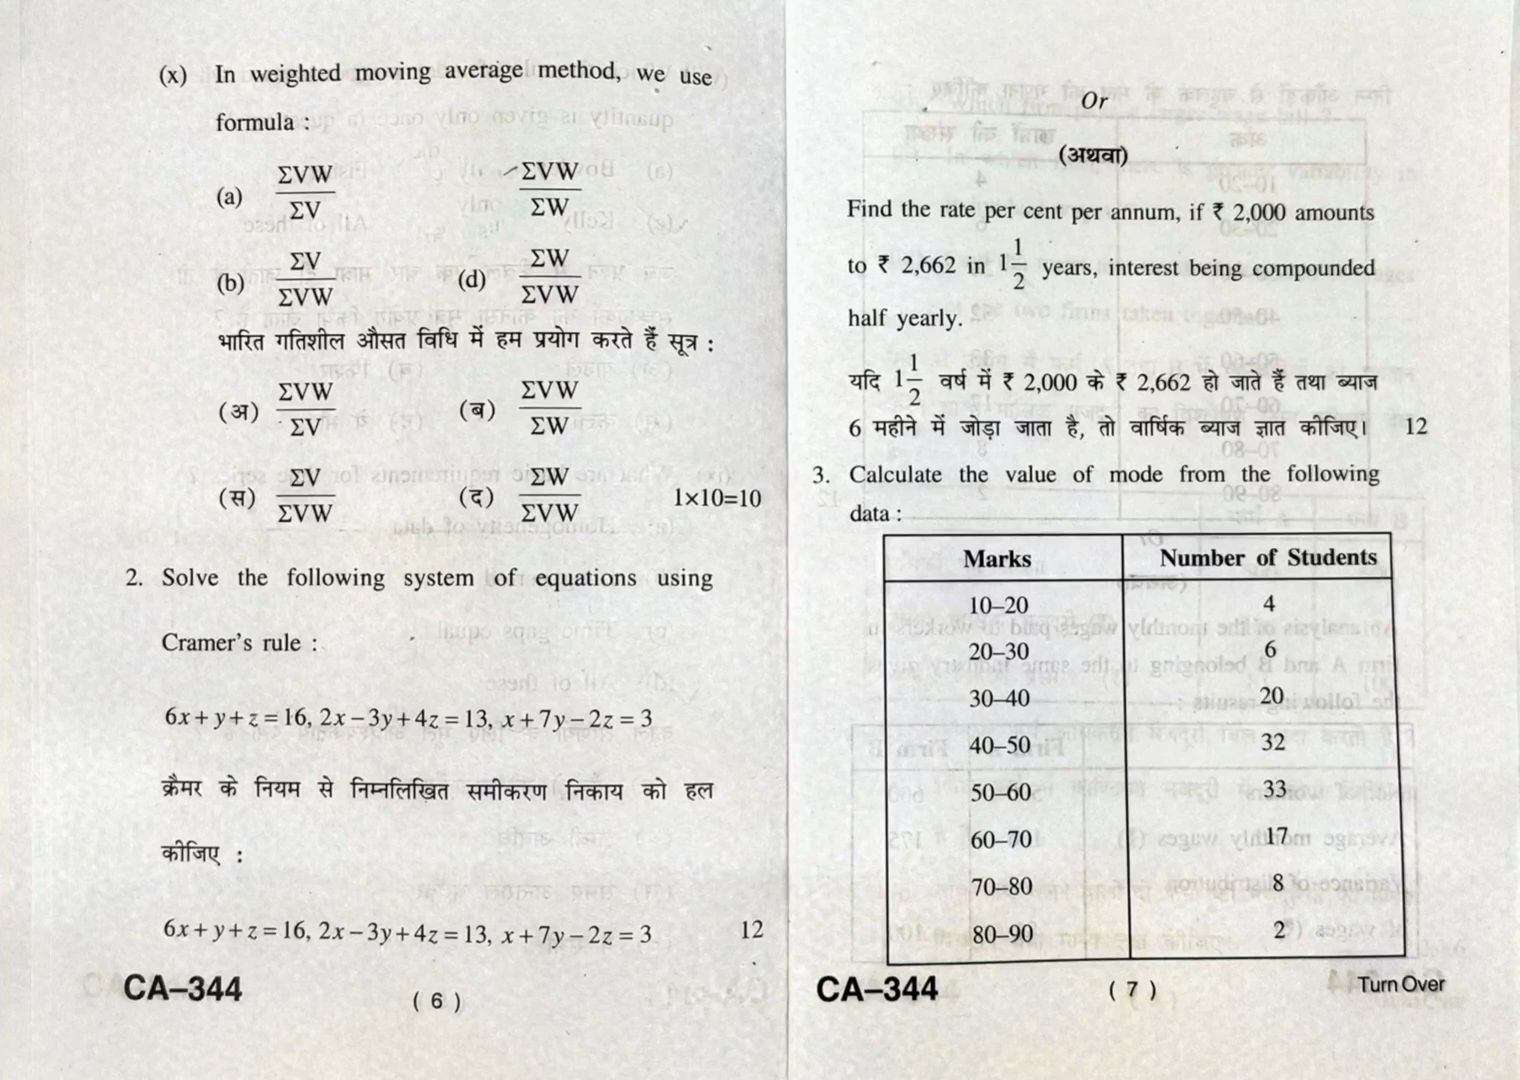 (x) In weighted moving average method, we use
formula :
(a) ΣVW/ΣV ΣVW/ΣW
(b) ΣV/ΣVW (d) ΣW/ΣVW
भारित गतिशील औसत विधि में हम प्रयोग करते हैं सूत्र :
(अ) ΣVW/ΣV (ब) ΣVW/ΣW
(स) ΣV/ΣVW (द) ΣW/ΣVW 1×10=10
2. Solve the following system of equations using
Cramer's rule :
6x+y+z=16, 2x−3y+4z=13, x+7y−2z=3
क्रैमर के नियम से निम्नलिखित समीकरण निकाय को हल
कीजिए :
6x+y+z=16, 2x−3y+4z=13, x+7y−2z=3 12
CA–344 ( 6 )
Or
(अथवा)
Find the rate per cent per annum, if ₹ 2,000 amounts
to ₹ 2,662 in 1 1/2 years, interest being compounded
half yearly.
यदि 1 1/2 वर्ष में ₹ 2,000 के ₹ 2,662 हो जाते हैं तथा ब्याज
6 महीने में जोड़ा जाता है, तो वार्षिक ब्याज ज्ञात कीजिए। 12
3. Calculate the value of mode from the following
data :
Marks Number of Students
10–20 4
20–30 6
30–40 20
40–50 32
50–60 33
60–70 17
70–80 8
80–90 2
CA–344 ( 7 ) Turn Over